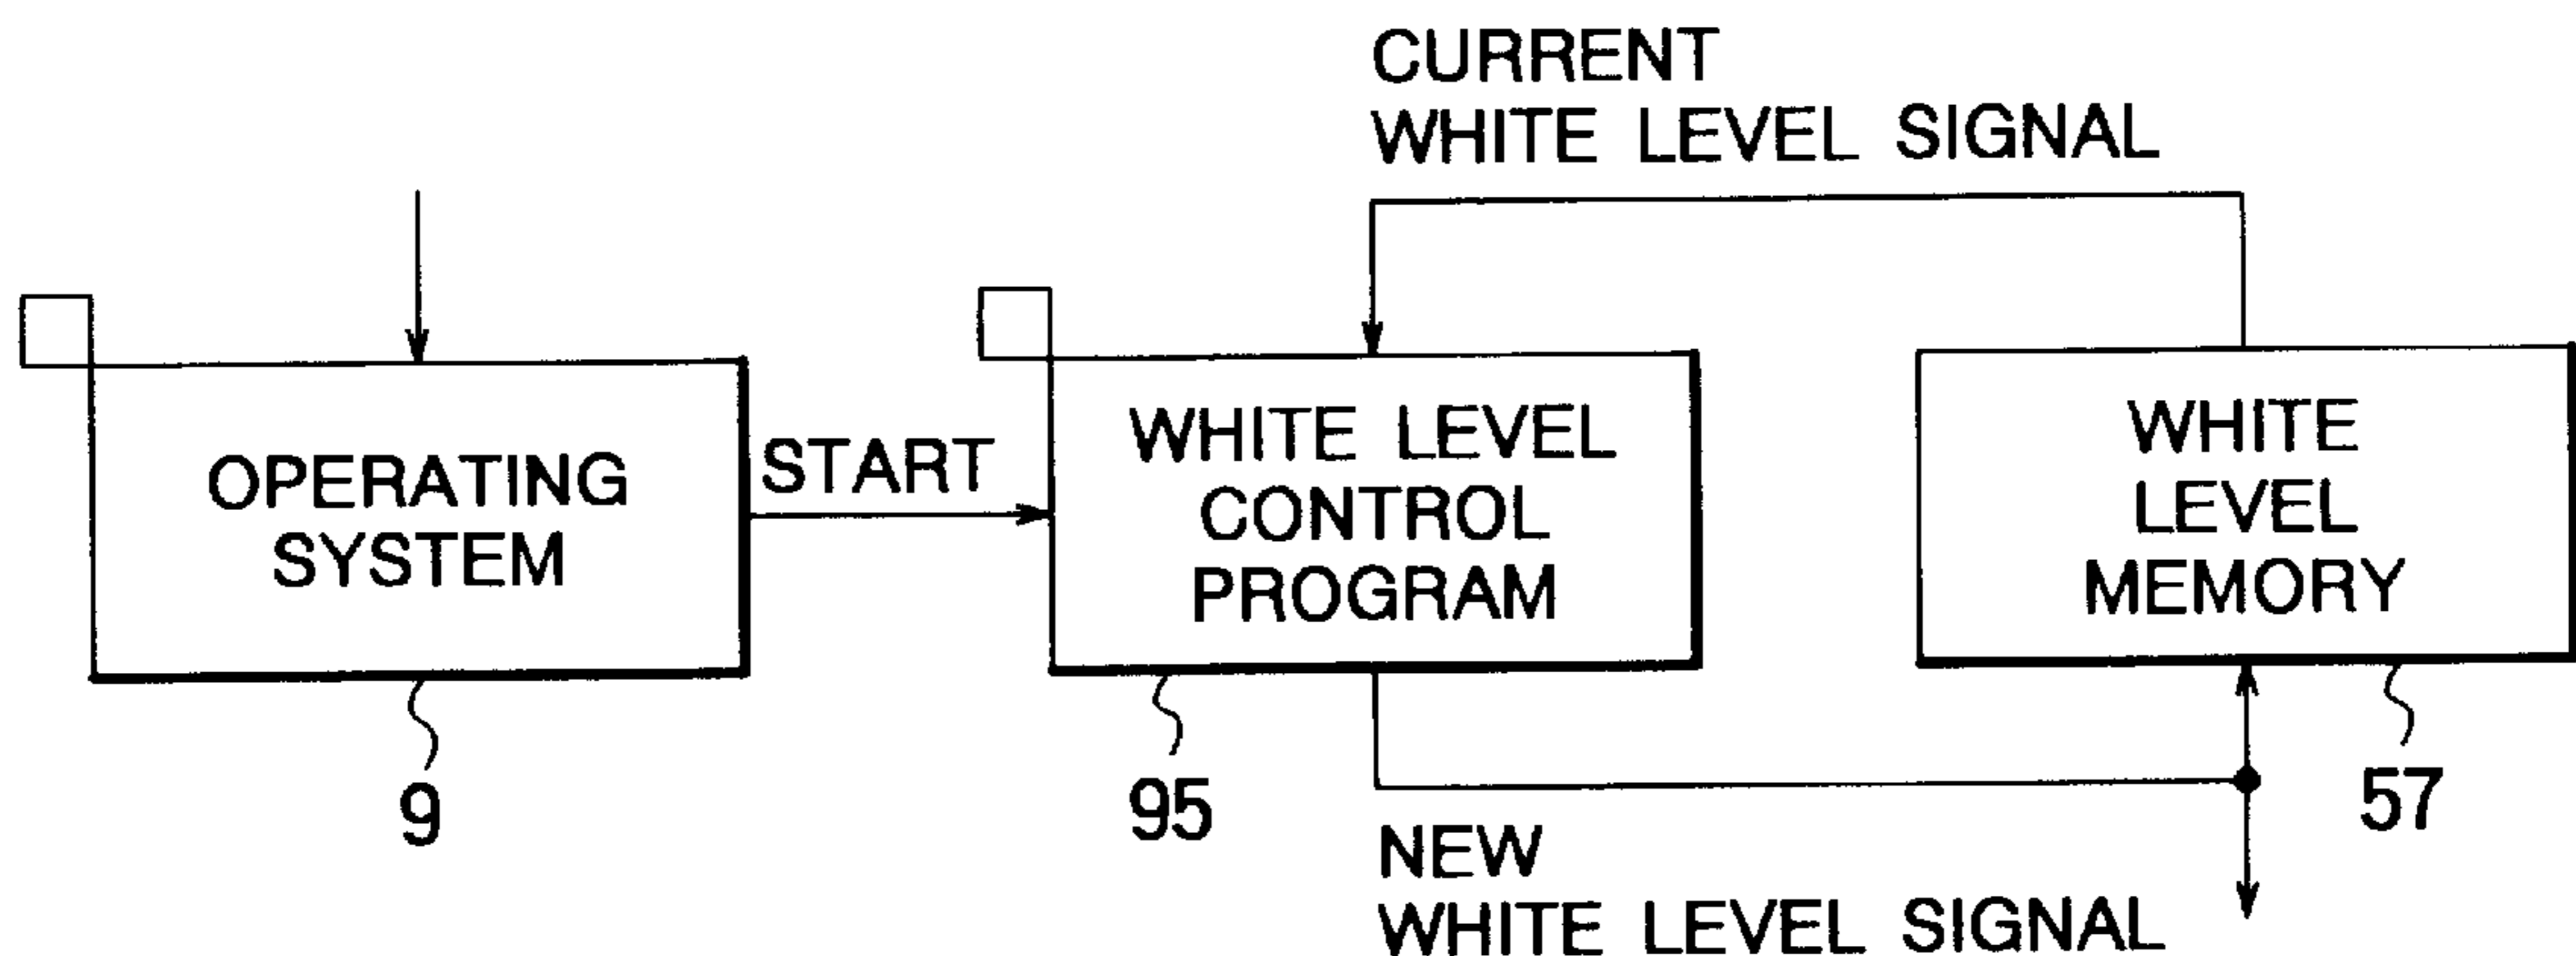 CURRENT
WHITE LEVEL SIGNAL
OPERATING
SYSTEM
START
WHITE LEVEL
CONTROL
PROGRAM
WHITE
LEVEL
MEMORY
9
95
57
NEW
WHITE LEVEL SIGNAL